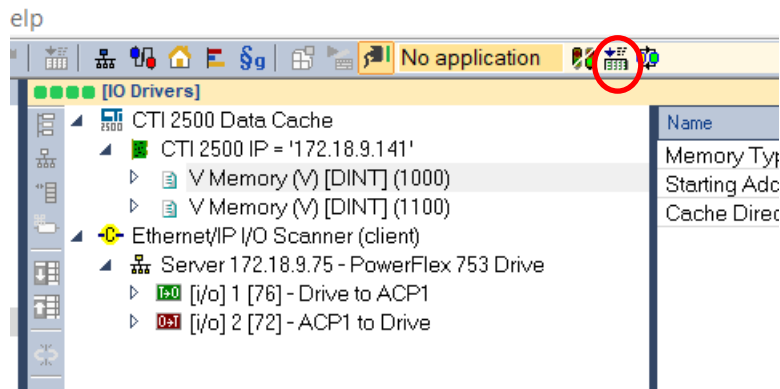 elp
§g No application
[IO Drivers]
CTI 2500 Data Cache
CTI 2500 IP = '172.18.9.141'
V Memory (V) [DINT] (1000)
V Memory (V) [DINT] (1100)
Ethernet/IP I/O Scanner (client)
Server 172.18.9.75 - PowerFlex 753 Drive
[i/o] 1 [76] - Drive to ACP1
[i/o] 2 [72] - ACP1 to Drive
Name
Memory Typ
Starting Adc
Cache Direc